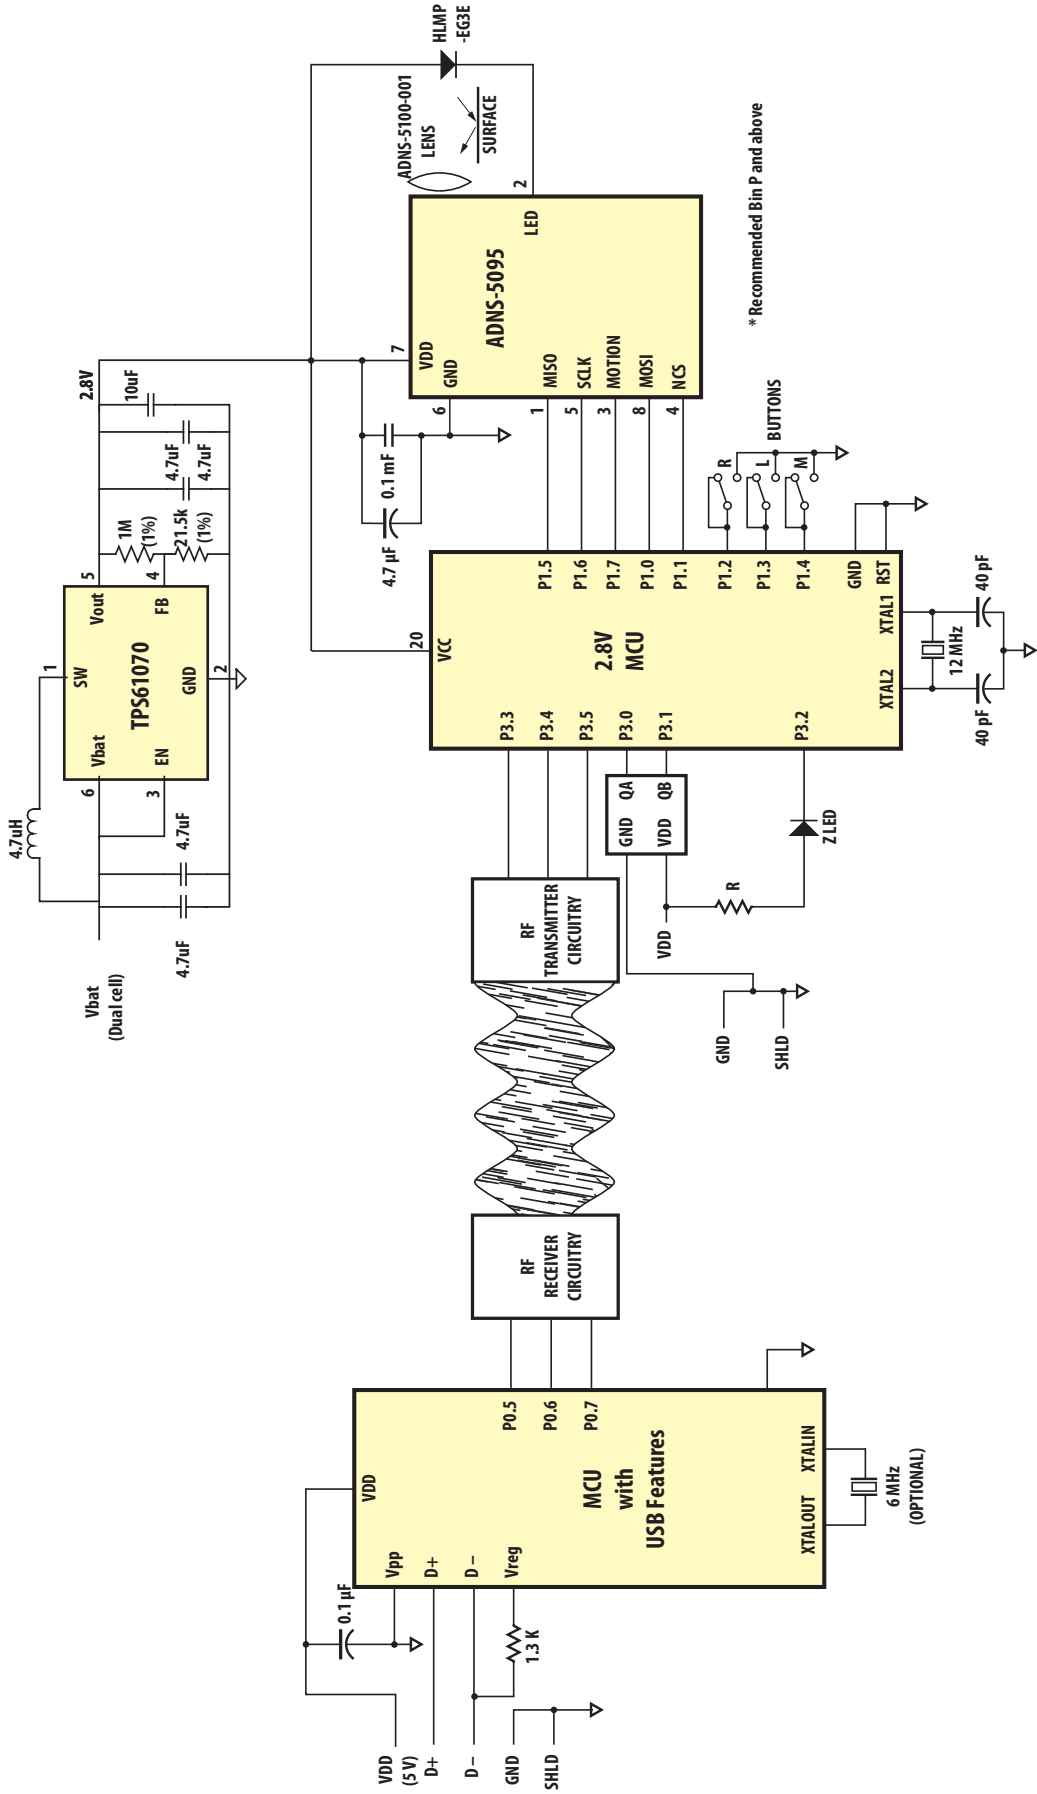 Vbat
(Dual cell)
4.7uH
4.7uF
4.7uF
6
3
1
2
5
4
Vbat
EN
SW
TPS61070
GND
Vout
FB
1M
(1%)
21.5k
(1%)
4.7uF
4.7uF
10uF
2.8V
VDD
(5 V)
D+
D –
GND
SHLD
0.1 µF
1.3 K
VDD
Vpp
D+
D –
Vreg
MCU
with
USB Features
P0.5
P0.6
P0.7
XTALOUT
XTALIN
6 MHz
(OPTIONAL)
RF
RECEIVER
CIRCUITRY
RF
TRANSMITTER
CIRCUITRY
GND
SHLD
VDD
R
Z LED
GND
VDD
QA
QB
P3.3
P3.4
P3.5
P3.0
P3.1
P3.2
20
VCC
2.8V
MCU
P1.5
P1.6
P1.7
P1.0
P1.1
P1.2
P1.3
P1.4
GND
RST
XTAL2
XTAL1
40 pF
12 MHz
40 pF
R
L
M
BUTTONS
4.7 µF
0.1 mF
7
6
1
5
3
8
4
VDD
GND
MISO
SCLK
MOTION
MOSI
NCS
ADNS-5095
LED
2
ADNS-5100-001
LENS
SURFACE
HLMP
-EG3E
* Recommended Bin P and above